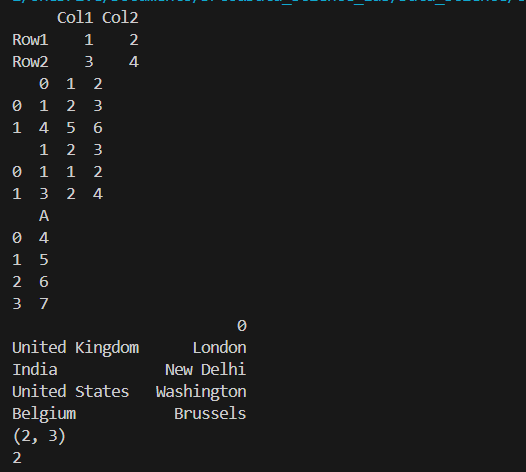 Col1 Col2
Row1 1 2
Row2 3 4
0 1 2
0 1 2 3
1 4 5 6
1 2 3
0 1 1 2
1 3 2 4
A
0 4
1 5
2 6
3 7
0
United Kingdom London
India New Delhi
United States Washington
Belgium Brussels
(2, 3)
2